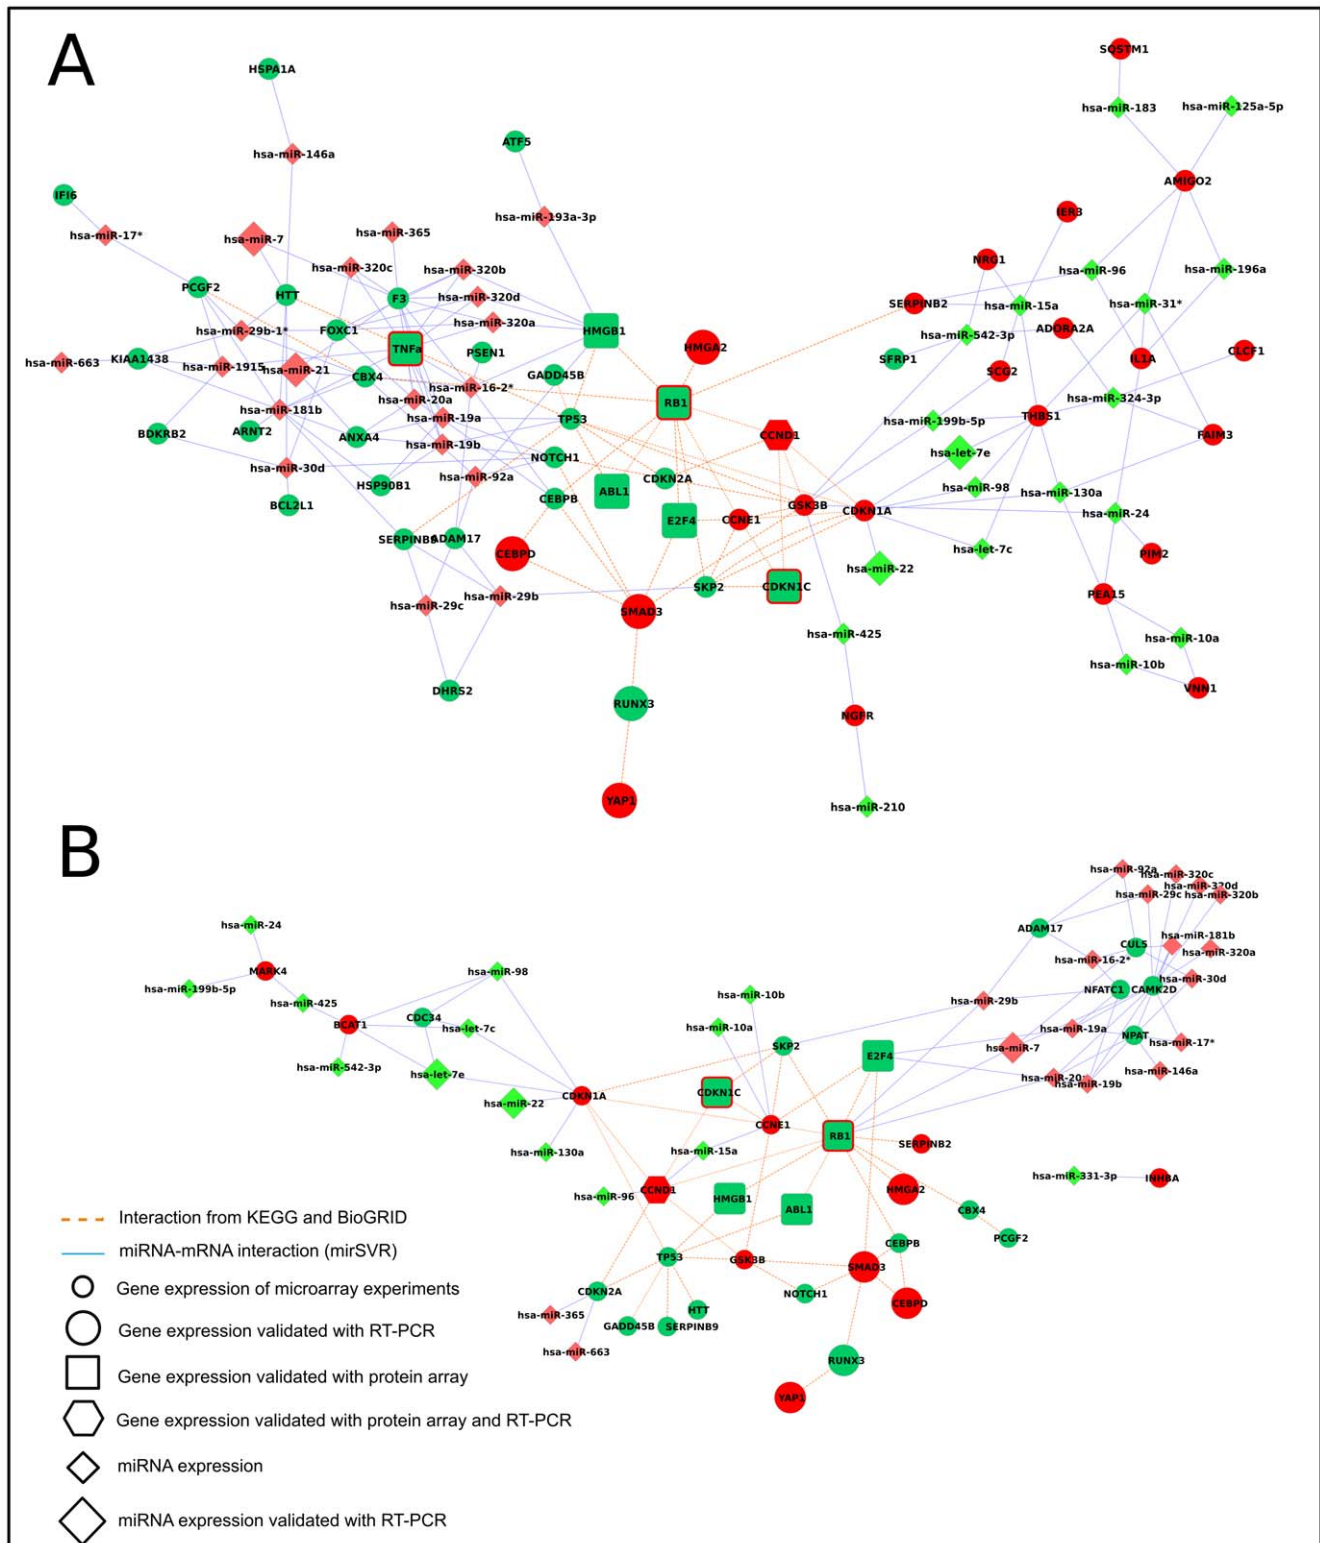 A
SQSTM1
HSPA1A
hsa-miR-183
hsa-miR-125a-5p
ATF5
hsa-miR-146a
AMIGO2
IFI6
IER3
hsa-miR-193a-3p
hsa-miR-17*
hsa-miR-7
hsa-miR-365
NRG1
hsa-miR-320c
hsa-miR-320b
hsa-miR-96
hsa-miR-196a
PCGF2
HTT
F3
hsa-miR-320d
SERPINB2
hsa-miR-15a
hsa-miR-31*
hsa-miR-29b-1*
FOXC1
hsa-miR-320a
HMGB1
hsa-miR-542-3p
ADORA2A
hsa-miR-663
KIAA1438
TNFa
PSEN1
HMGA2
SFRP1
IL1A
CLCF1
hsa-miR-1915
hsa-miR-21
CBX4
GADD45B
SCG2
hsa-miR-16-2*
hsa-miR-20a
RB1
hsa-miR-324-3p
hsa-miR-181b
hsa-miR-19a
TP53
hsa-miR-199b-5p
THBS1
BDKRB2
ARNT2
ANXA4
CCND1
FAIM3
hsa-miR-19b
hsa-let-7e
hsa-miR-30d
NOTCH1
hsa-miR-92a
CDKN2A
HSP90B1
ABL1
hsa-miR-98
hsa-miR-130a
CEBPB
BCL2L1
GSK3B
CDKN1A
hsa-miR-24
E2F4
CCNE1
SERPINB9
ADAM17
hsa-let-7c
CEBPD
PIM2
hsa-miR-22
SKP2
CDKN1C
hsa-miR-29b
PEA15
hsa-miR-29c
SMAD3
hsa-miR-425
hsa-miR-10a
hsa-miR-10b
DHRS2
VNN1
RUNX3
NGFR
YAP1
hsa-miR-210
B
hsa-miR-92a
hsa-miR-320c
hsa-miR-320d
hsa-miR-29c
hsa-miR-320b
hsa-miR-24
ADAM17
hsa-miR-181b
CUL5
hsa-miR-320a
hsa-miR-16-2*
MARK4
hsa-miR-98
hsa-miR-30d
hsa-miR-199b-5p
NFATC1
CAMK2D
hsa-miR-10b
hsa-miR-425
hsa-miR-29b
CDC34
BCAT1
hsa-let-7c
hsa-miR-10a
hsa-miR-19a
NPAT
hsa-miR-17*
SKP2
hsa-miR-7
E2F4
hsa-miR-542-3p
hsa-let-7e
hsa-miR-146a
hsa-miR-20
hsa-miR-19b
CDKN1C
CDKN1A
hsa-miR-22
CCNE1
RB1
SERPINB2
hsa-miR-130a
hsa-miR-15a
hsa-miR-331-3p
INHBA
CCND1
HMGA2
hsa-miR-96
HMGB1
ABL1
CBX4
Interaction from KEGG and BioGRID
PCGF2
CEBPB
miRNA-mRNA interaction (mirSVR)
TP53
GSK3B
SMAD3
Gene expression of microarray experiments
CDKN2A
NOTCH1
CEBPD
HTT
hsa-miR-365
GADD45B
SERPINB9
Gene expression validated with RT-PCR
hsa-miR-663
RUNX3
Gene expression validated with protein array
YAP1
Gene expression validated with protein array and RT-PCR
miRNA expression
miRNA expression validated with RT-PCR